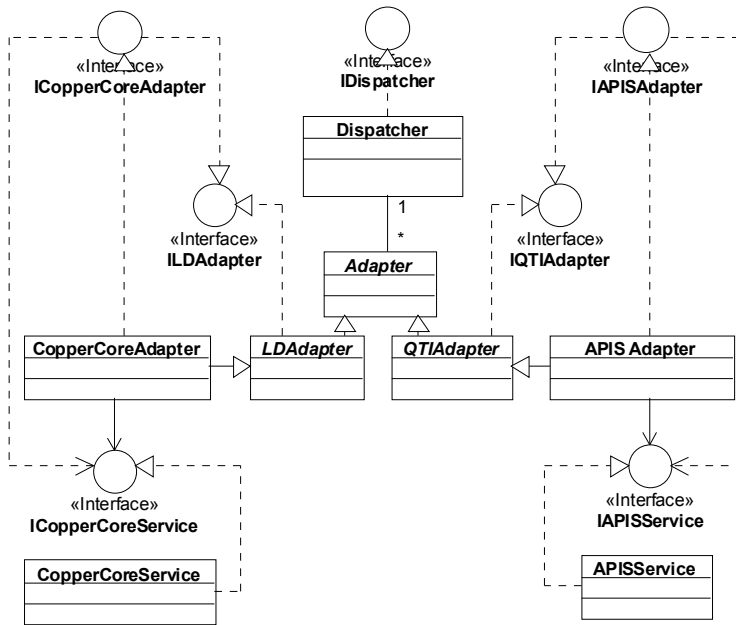 «Interface»
ICopperCoreAdapter
«Interface»
IDispatcher
«Interface»
IAPISAdapter
Dispatcher
1
*
«Interface»
ILDAdapter
«Interface»
IQTIAdapter
Adapter
CopperCoreAdapter
LDAdapter
QTIAdapter
APIS Adapter
«Interface»
ICopperCoreService
«Interface»
IAPISService
CopperCoreService
APISService